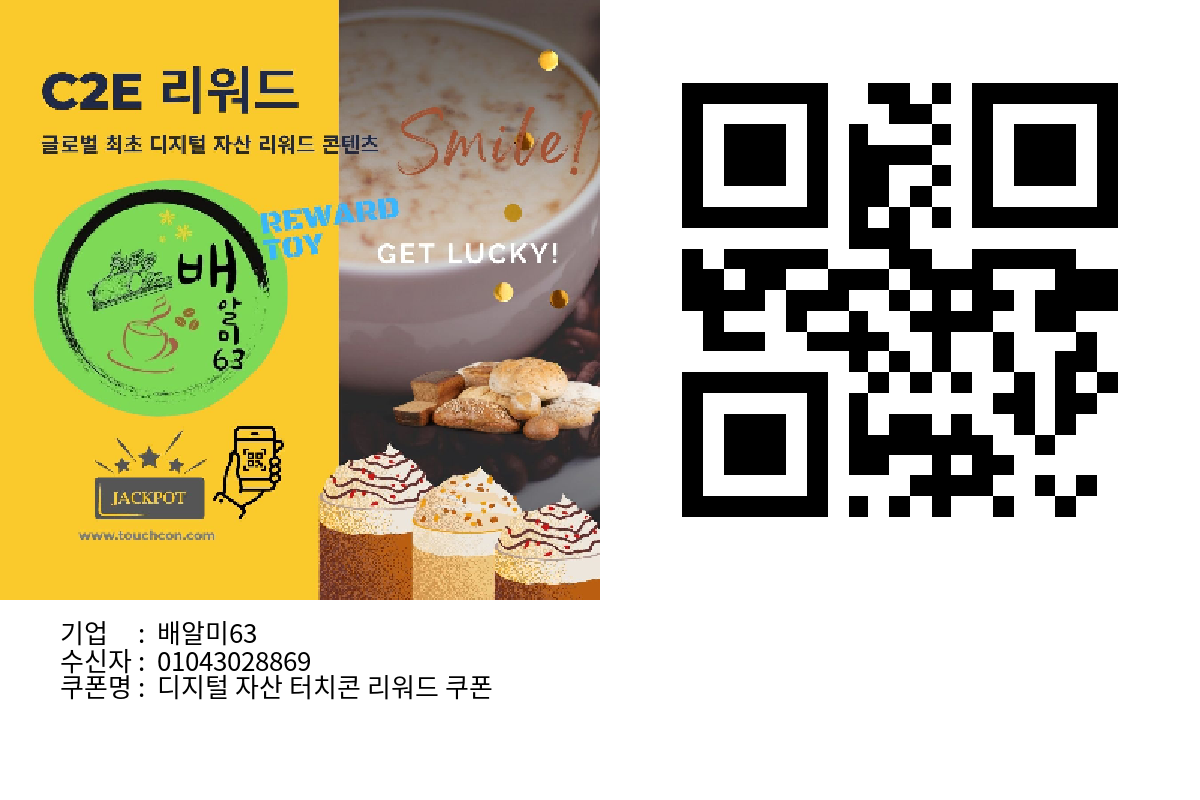 C2E 리워드
글로벌 최초 디지털 자산 리워드 콘텐츠
Smile!
REWARD
TOY
GET LUCKY!
배
알
미
63
JACKPOT
www.touchcon.com
기업 : 배알미63
수신자 : 01043028869
쿠폰명 : 디지털 자산 터치콘 리워드 쿠폰